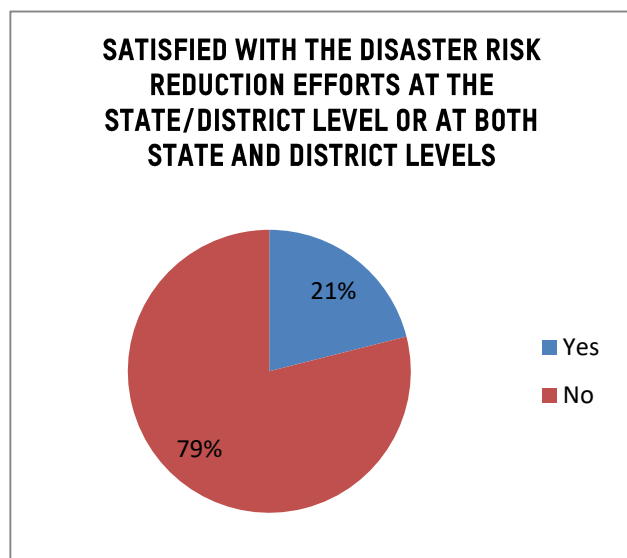 SATISFIED WITH THE DISASTER RISK
REDUCTION EFFORTS AT THE
STATE/DISTRICT LEVEL OR AT BOTH
STATE AND DISTRICT LEVELS
21%
79%
Yes
No